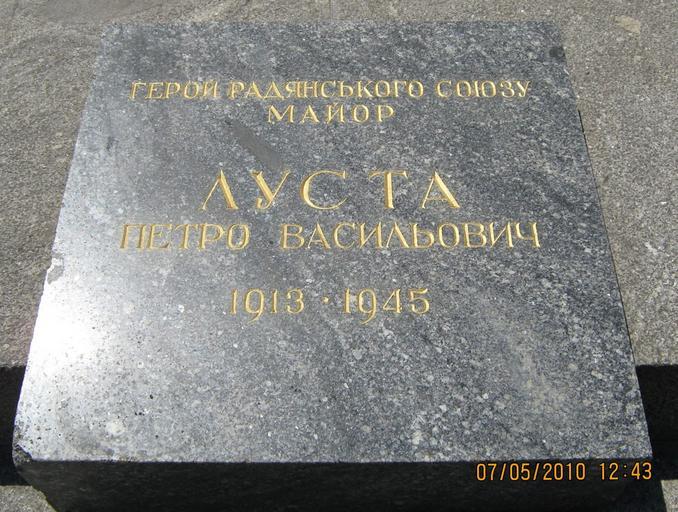 ГЕРОЙ РАДЯНСЬКОГО СОЮЗУ
МАЙОР
ЛУСТА
ПЕТРО ВАСИЛЬОВИЧ
1913 · 1945
07/05/2010 12:43